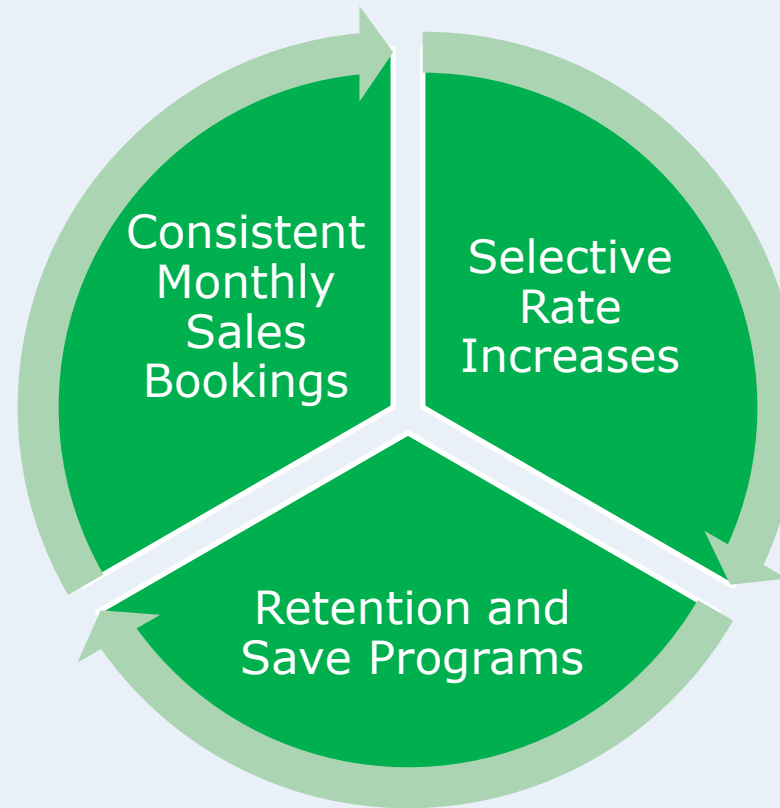 Consistent
Monthly
Sales
Bookings
Selective
Rate
Increases
Retention and
Save Programs